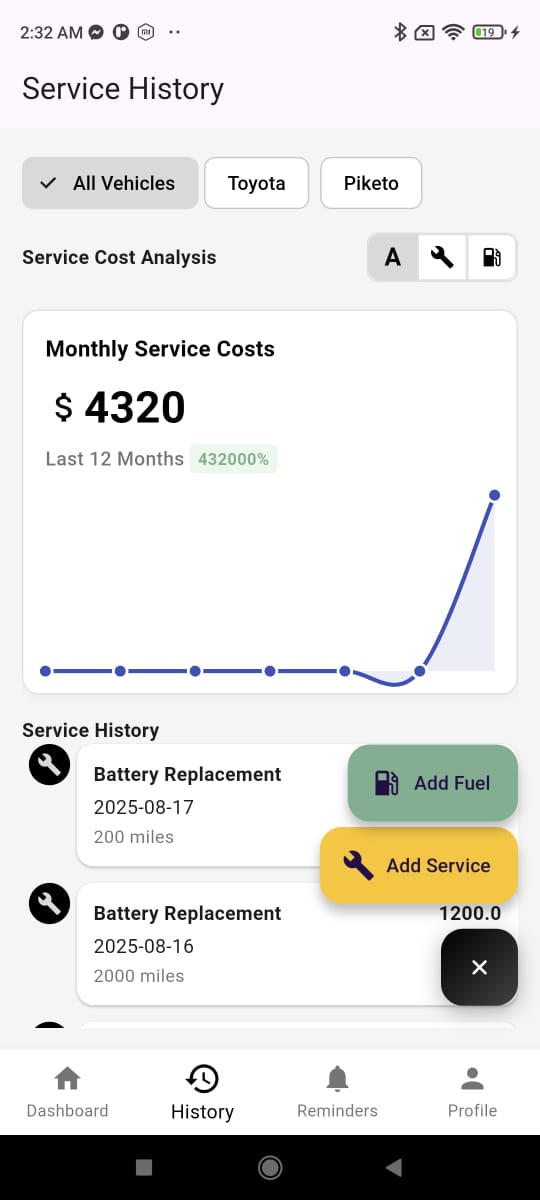 2:32 AM
19
Service History
All Vehicles
Toyota
Piketo
Service Cost Analysis
A
Monthly Service Costs
$ 4320
Last 12 Months 432000%
Service History
Battery Replacement
2025-08-17
200 miles
Add Fuel
Add Service
Battery Replacement
1200.0
2025-08-16
2000 miles
Dashboard
History
Reminders
Profile